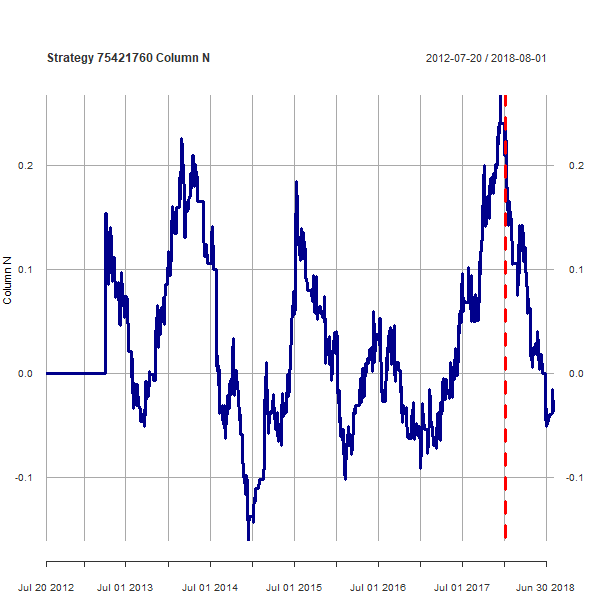 Strategy 75421760 Column N
2012-07-20 / 2018-08-01
Column N
0.2
0.2
0.1
0.1
0.0
0.0
-0.1
-0.1
Jul 20 2012
Jul 01 2013
Jul 01 2014
Jul 01 2015
Jul 01 2016
Jul 01 2017
Jun 30 2018